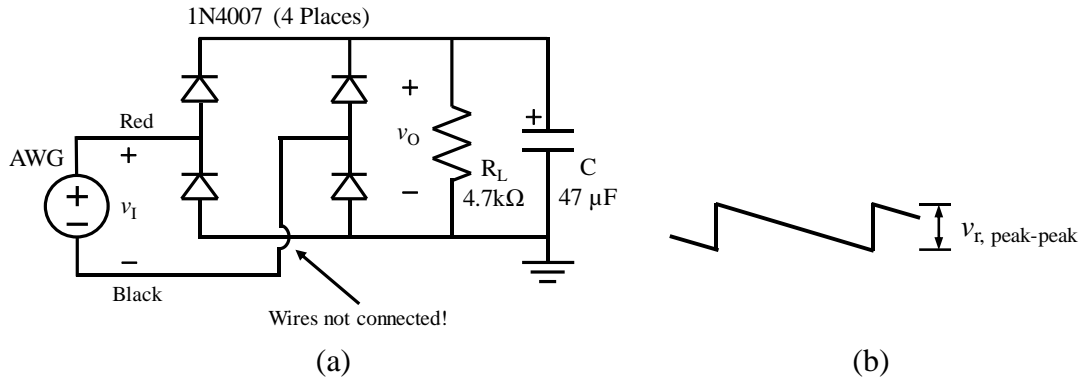 1N4007 (4 Places)
Red
+
AWG
+
−
vI
−
Black
+
vO
−
RL
4.7kΩ
+
C
47 µF
Wires not connected!
(a)
vr, peak-peak
(b)